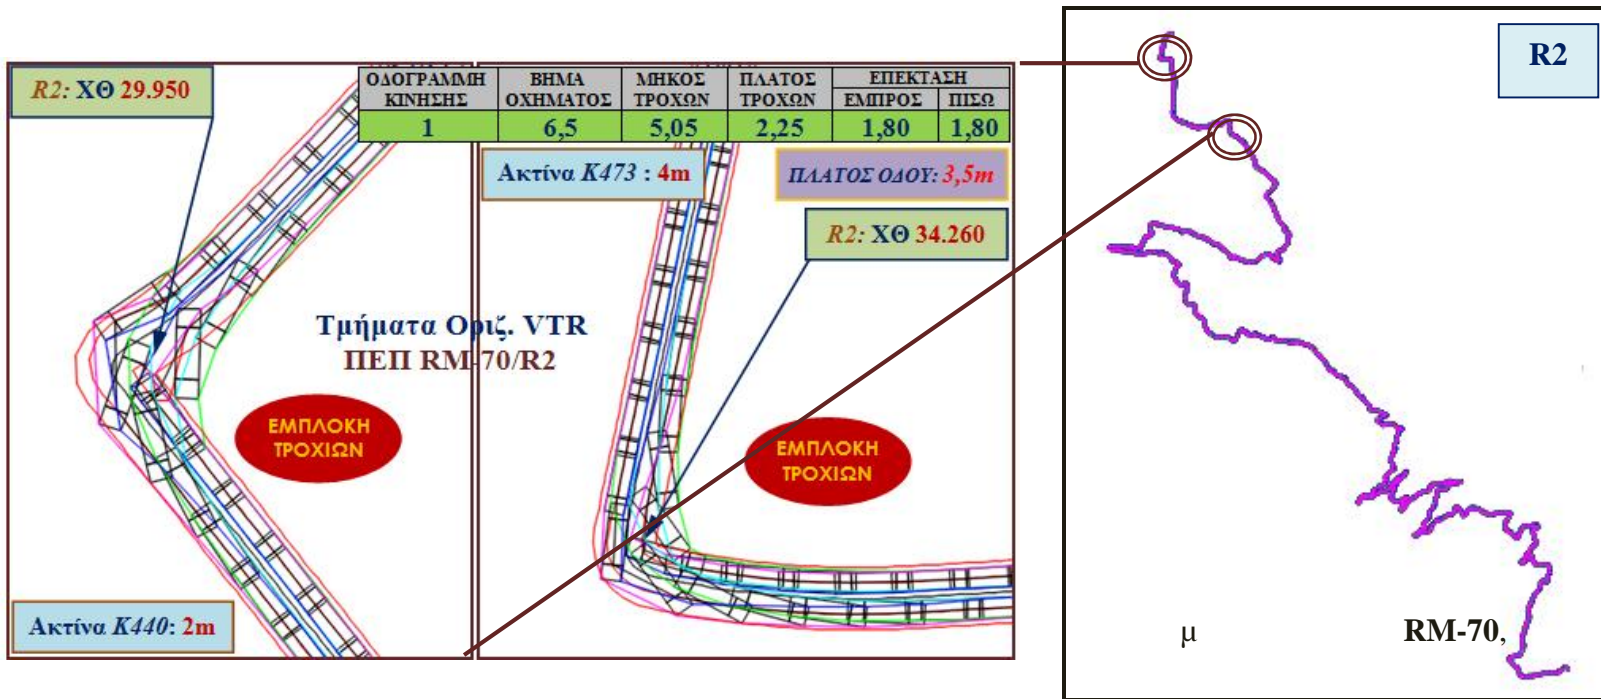 R2: ΧΘ 29.950
ΟΔΟΓΡΑΜΜΗ ΚΙΝΗΣΗΣ
ΒΗΜΑ ΟΧΗΜΑΤΟΣ
ΜΗΚΟΣ ΤΡΟΧΩΝ
ΠΛΑΤΟΣ ΤΡΟΧΩΝ
ΕΠΕΚΤΑΣΗ
ΕΜΠΡΟΣ ΠΙΣΩ
1 6,5 5,05 2,25 1,80 1,80
Ακτίνα Κ473 : 4m
ΠΛΑΤΟΣ ΟΔΟΥ: 3,5m
R2: ΧΘ 34.260
Τμήματα Οριζ. VTR
ΠΕΠ RM-70/R2
ΕΜΠΛΟΚΗ
ΤΡΟΧΙΩΝ
ΕΜΠΛΟΚΗ
ΤΡΟΧΙΩΝ
Ακτίνα Κ440: 2m
R2
μ RM-70,